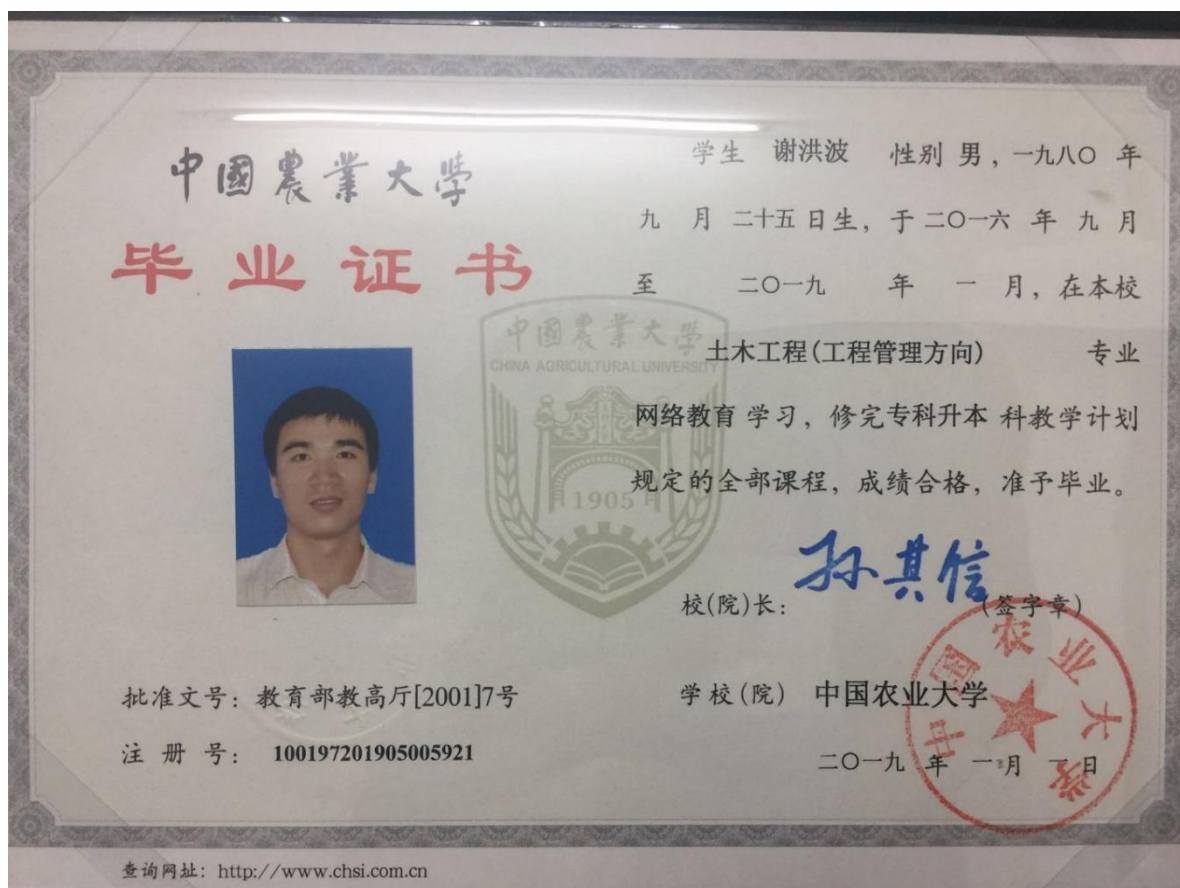 中國農業大學
毕业证书
学生 谢洪波 性别 男，一九八〇 年
九 月 二十五 日生，于 二〇一六 年 九 月
至 二〇一九 年 一 月，在本校
土木工程(工程管理方向) 专业
网络教育 学习，修完 专科升本 科教学计划
规定的全部课程，成绩合格，准予毕业。
中國農業大學
CHINA AGRICULTURAL UNIVERSITY
1905
孙其信
校(院)长： (签字章)
批准文号：教育部教高厅[2001]7号
学校(院) 中国农业大学
注 册 号： 100197201905005921
二〇一九 年 一 月 一 日
中国农业大学
查询网址：http://www.chsi.com.cn